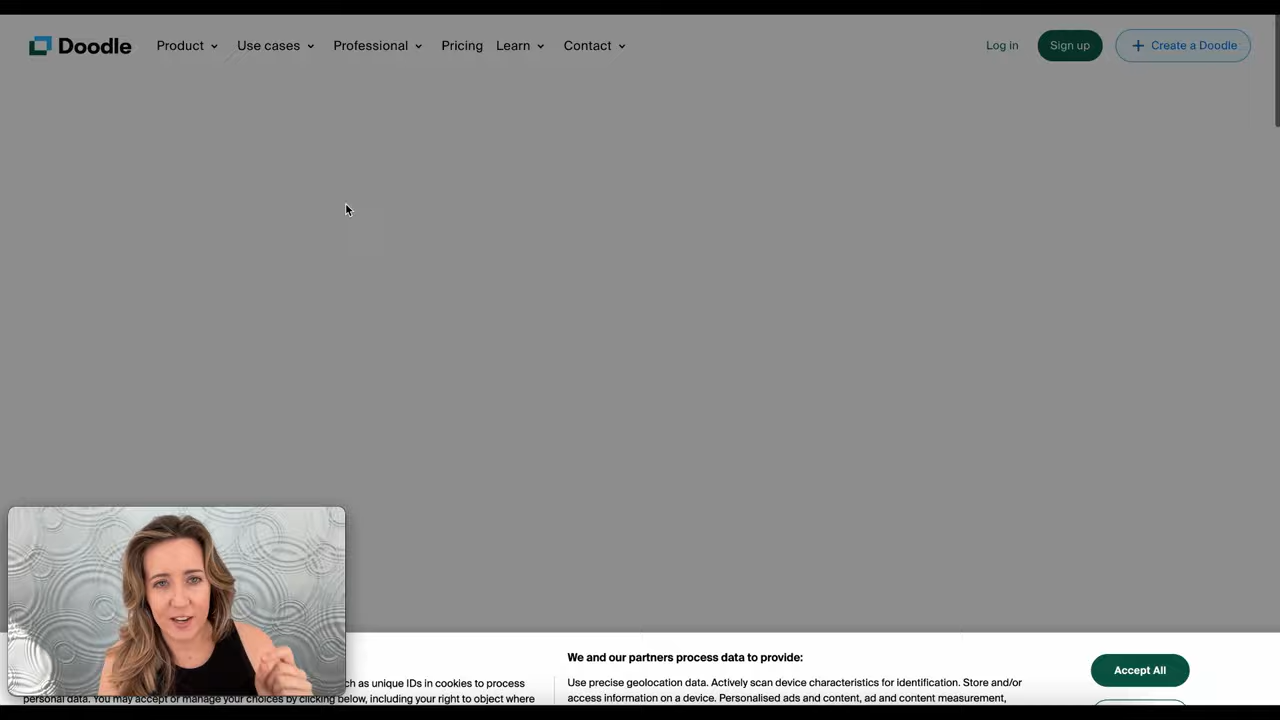 Doodle Product Use cases Professional Pricing Learn Contact Log in Sign up + Create a Doodle
We and our partners process data to provide:
ch as unique IDs in cookies to process
personal data. You may accept or manage your choices by clicking below, including your right to object where
Use precise geolocation data. Actively scan device characteristics for identification. Store and/or
access information on a device. Personalised ads and content, ad and content measurement,
Accept All